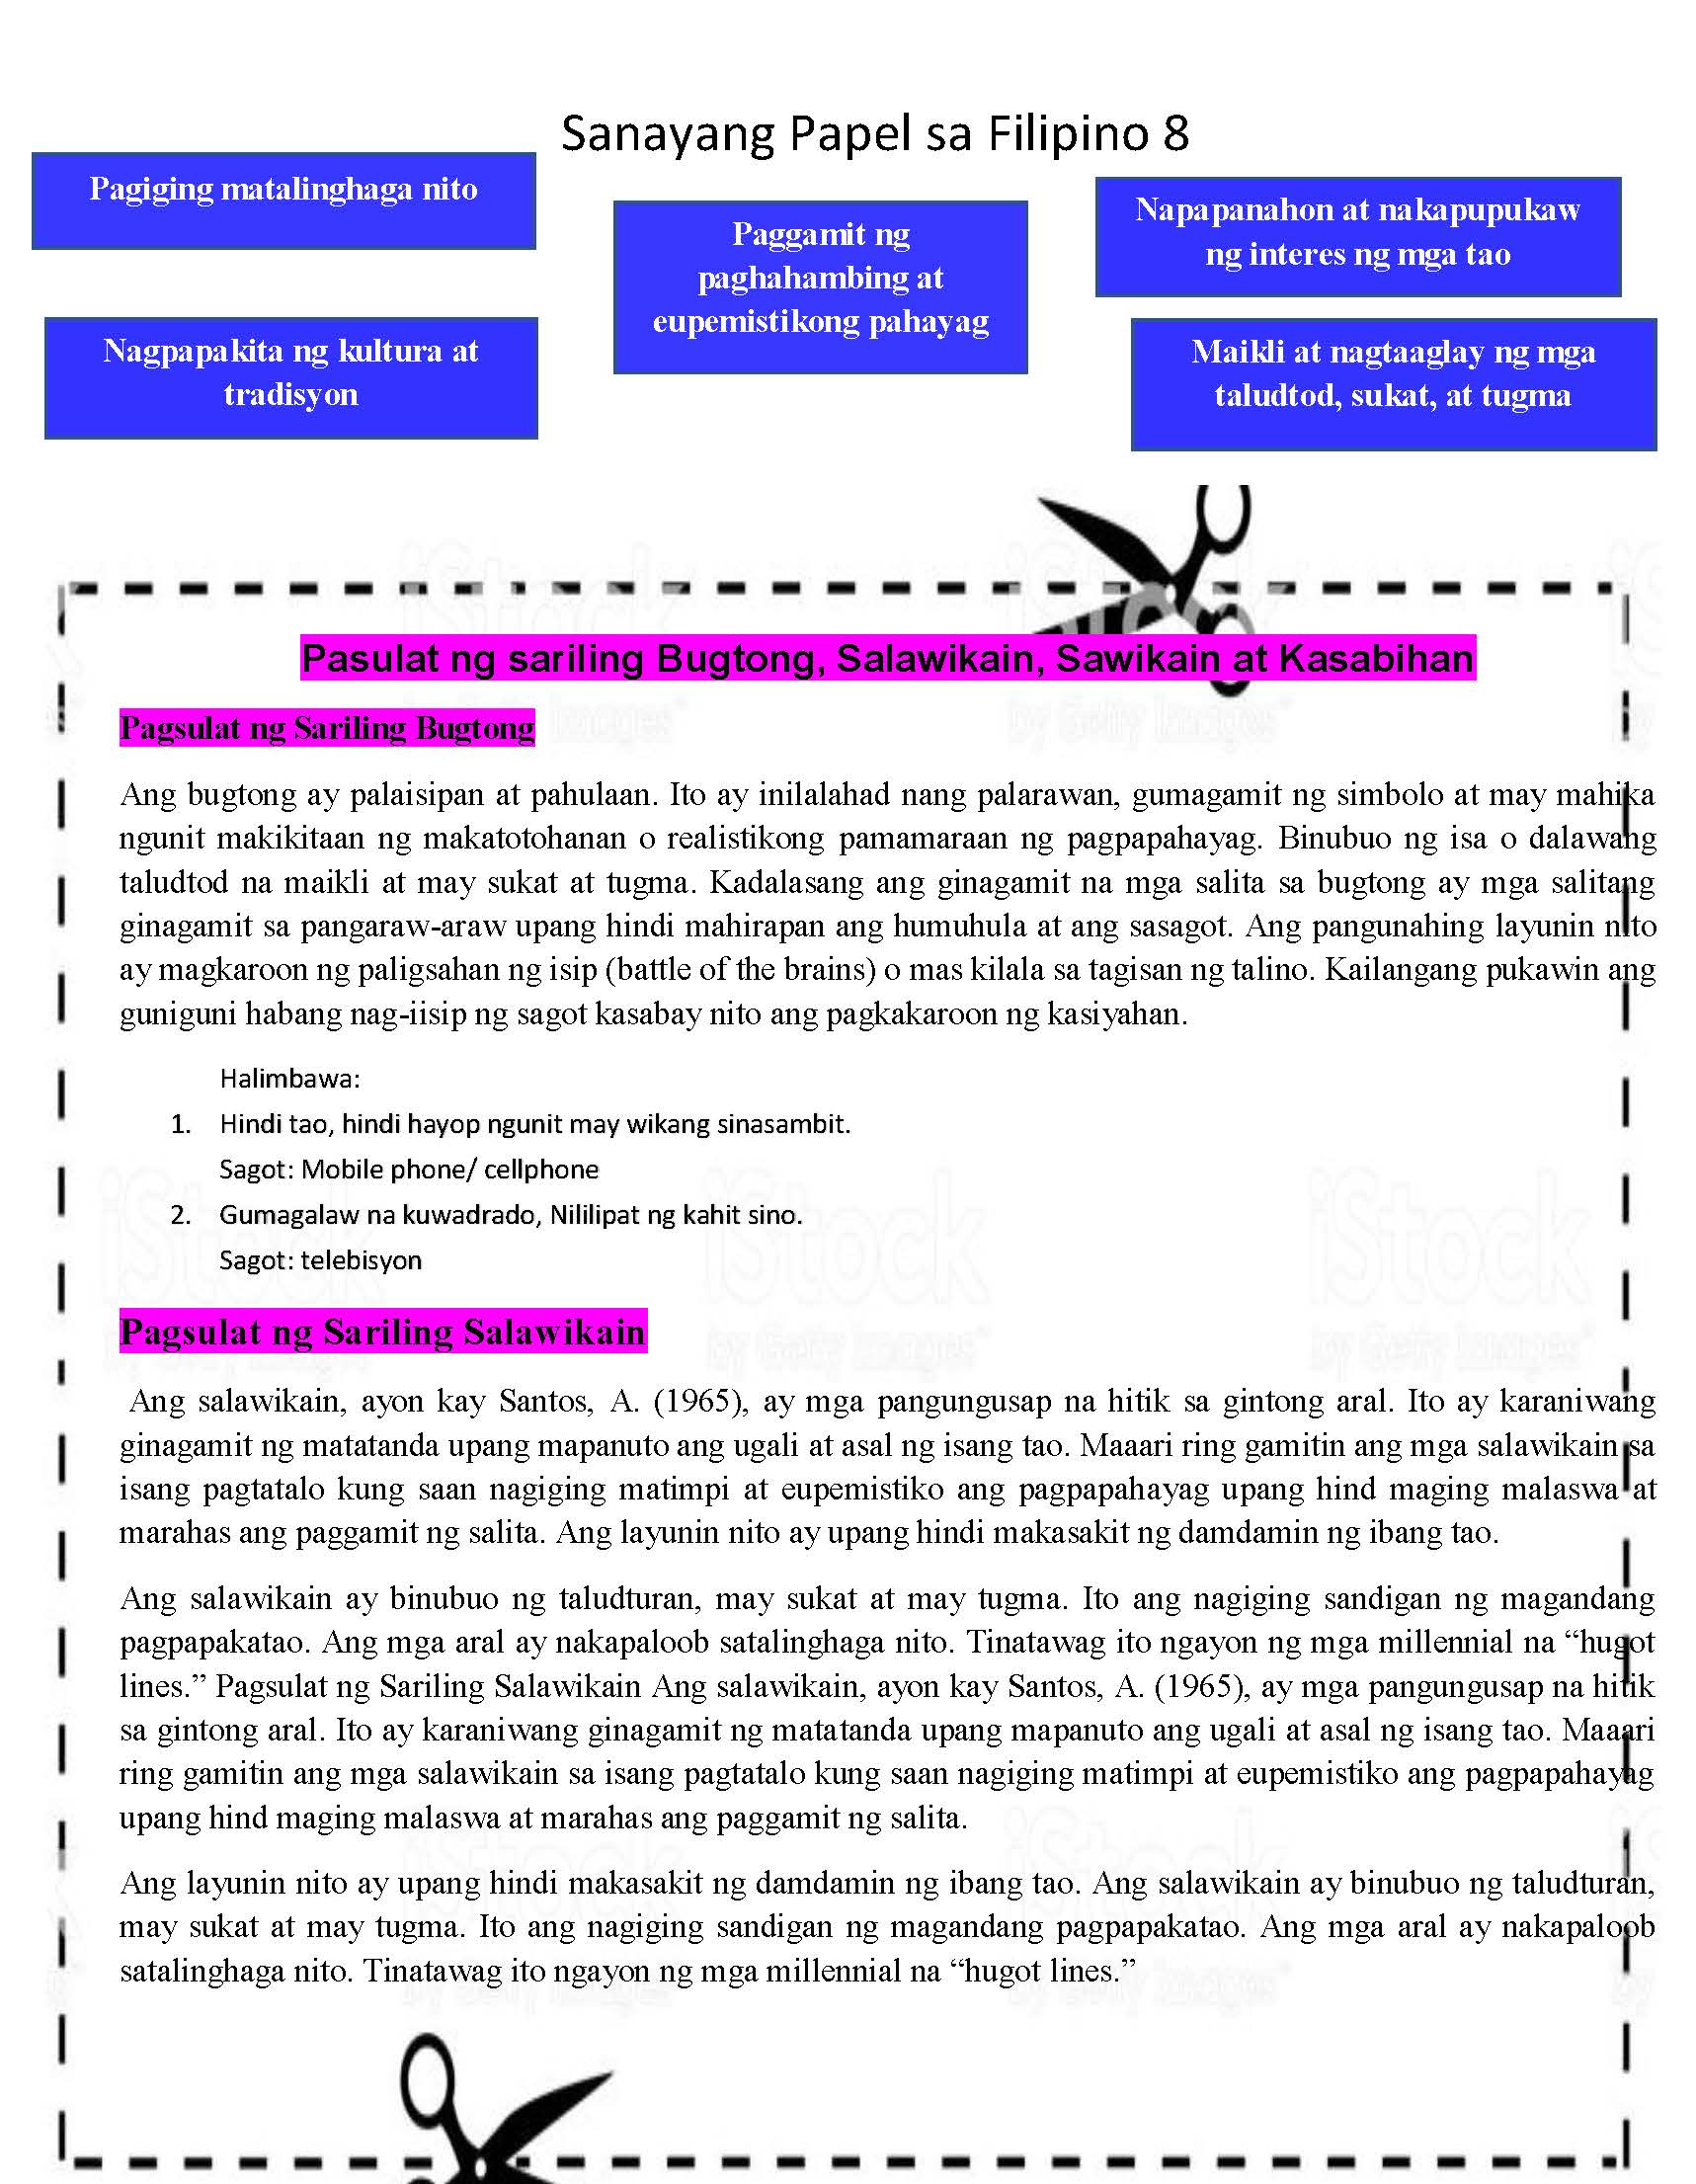 Sanayang Papel sa Filipino 8
Pagiging matalinghaga nito
Paggamit ng
paghahambing at
eupemistikong pahayag
Napapanahon at nakapupukaw
ng interes ng mga tao
Nagpapakita ng kultura at
tradisyon
Maikli at nagtaaglay ng mga
taludtod, sukat, at tugma
Pasulat ng sariling Bugtong, Salawikain, Sawikain at Kasabihan
Pagsulat ng Sariling Bugtong
Ang bugtong ay palaisipan at pahulaan. Ito ay inilalahad nang palarawan, gumagamit ng simbolo at may mahika
ngunit makikitaan ng makatotohanan o realistikong pamamaraan ng pagpapahayag. Binubuo ng isa o dalawang
taludtod na maikli at may sukat at tugma. Kadalasang ang ginagamit na mga salita sa bugtong ay mga salitang
ginagamit sa pangaraw-araw upang hindi mahirapan ang humuhula at ang sasagot. Ang pangunahing layunin nito
ay magkaroon ng paligsahan ng isip (battle of the brains) o mas kilala sa tagisan ng talino. Kailangang pukawin ang
guniguni habang nag-iisip ng sagot kasabay nito ang pagkakaroon ng kasiyahan.
Halimbawa:
1. Hindi tao, hindi hayop ngunit may wikang sinasambit.
Sagot: Mobile phone/ cellphone
2. Gumagalaw na kuwadrado, Nililipat ng kahit sino.
Sagot: telebisyon
Pagsulat ng Sariling Salawikain
Ang salawikain, ayon kay Santos, A. (1965), ay mga pangungusap na hitik sa gintong aral. Ito ay karaniwang
ginagamit ng matatanda upang mapanuto ang ugali at asal ng isang tao. Maaari ring gamitin ang mga salawikain sa
isang pagtatalo kung saan nagiging matimpi at eupemistiko ang pagpapahayag upang hind maging malaswa at
marahas ang paggamit ng salita. Ang layunin nito ay upang hindi makasakit ng damdamin ng ibang tao.
Ang salawikain ay binubuo ng taludturan, may sukat at may tugma. Ito ang nagiging sandigan ng magandang
pagpapakatao. Ang mga aral ay nakapaloob satalinghaga nito. Tinatawag ito ngayon ng mga millennial na “hugot
lines.” Pagsulat ng Sariling Salawikain Ang salawikain, ayon kay Santos, A. (1965), ay mga pangungusap na hitik
sa gintong aral. Ito ay karaniwang ginagamit ng matatanda upang mapanuto ang ugali at asal ng isang tao. Maaari
ring gamitin ang mga salawikain sa isang pagtatalo kung saan nagiging matimpi at eupemistiko ang pagpapahayag
upang hind maging malaswa at marahas ang paggamit ng salita.
Ang layunin nito ay upang hindi makasakit ng damdamin ng ibang tao. Ang salawikain ay binubuo ng taludturan,
may sukat at may tugma. Ito ang nagiging sandigan ng magandang pagpapakatao. Ang mga aral ay nakapaloob
satalinghaga nito. Tinatawag ito ngayon ng mga millennial na “hugot lines.”
iStock
by Getty Images